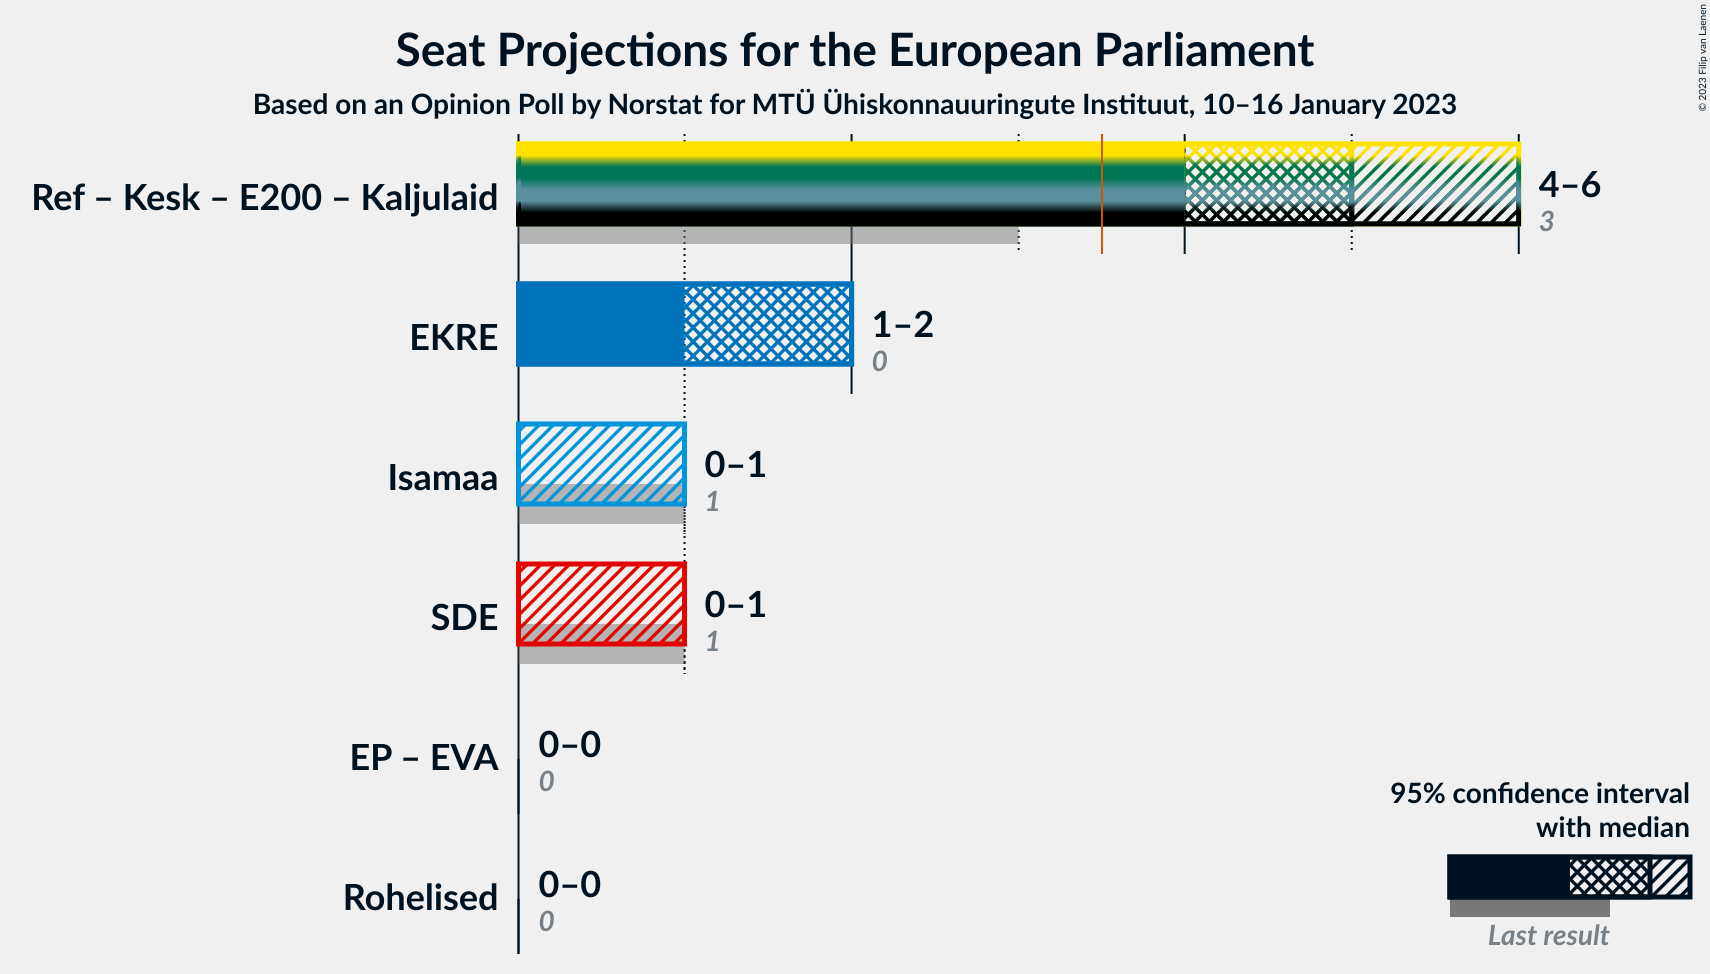 Seat Projections for the European Parliament
Based on an Opinion Poll by Norstat for MTÜ Ühiskonnauuringute Instituut, 10–16 January 2023
© 2023 Filip van Laenen
Ref – Kesk – E200 – Kaljulaid
4–6
3
EKRE
1–2
0
Isamaa
0–1
1
SDE
0–1
1
EP – EVA
0–0
0
Rohelised
0–0
0
95% confidence interval
with median
Last result